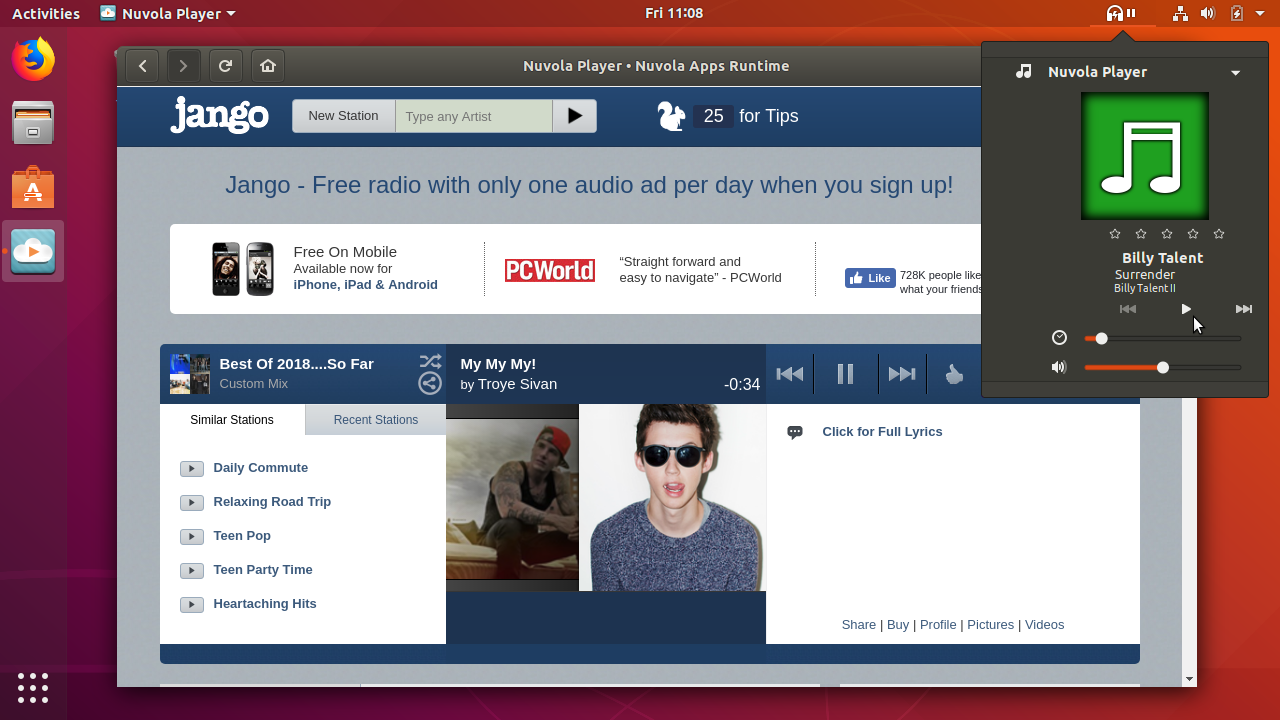 Activities
Nuvola Player
Fri 11:08
Nuvola Player • Nuvola Apps Runtime
jango
New Station
Type any Artist
25 for Tips
Jango - Free radio with only one audio ad per day when you sign up!
Free On Mobile
Available now for
iPhone, iPad & Android
PCWorld
“Straight forward and
easy to navigate” - PCWorld
Like
728K people like
what your friends
Best Of 2018....So Far
Custom Mix
My My My!
by Troye Sivan
-0:34
Similar Stations
Recent Stations
Daily Commute
Relaxing Road Trip
Teen Pop
Teen Party Time
Heartaching Hits
Click for Full Lyrics
Share | Buy | Profile | Pictures | Videos
Nuvola Player
Billy Talent
Surrender
Billy Talent II